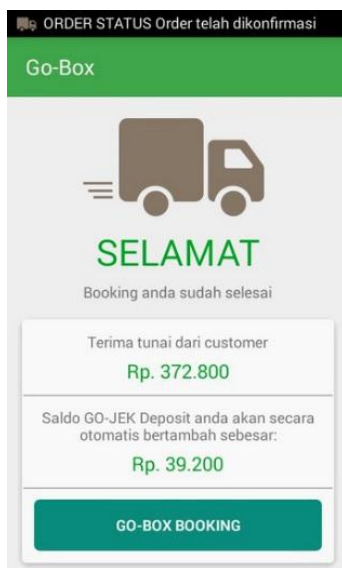 ORDER STATUS Order telah dikonfirmasi
Go-Box
SELAMAT
Booking anda sudah selesai
Terima tunai dari customer
Rp. 372.800
Saldo GO-JEK Deposit anda akan secara
otomatis bertambah sebesar:
Rp. 39.200
GO-BOX BOOKING